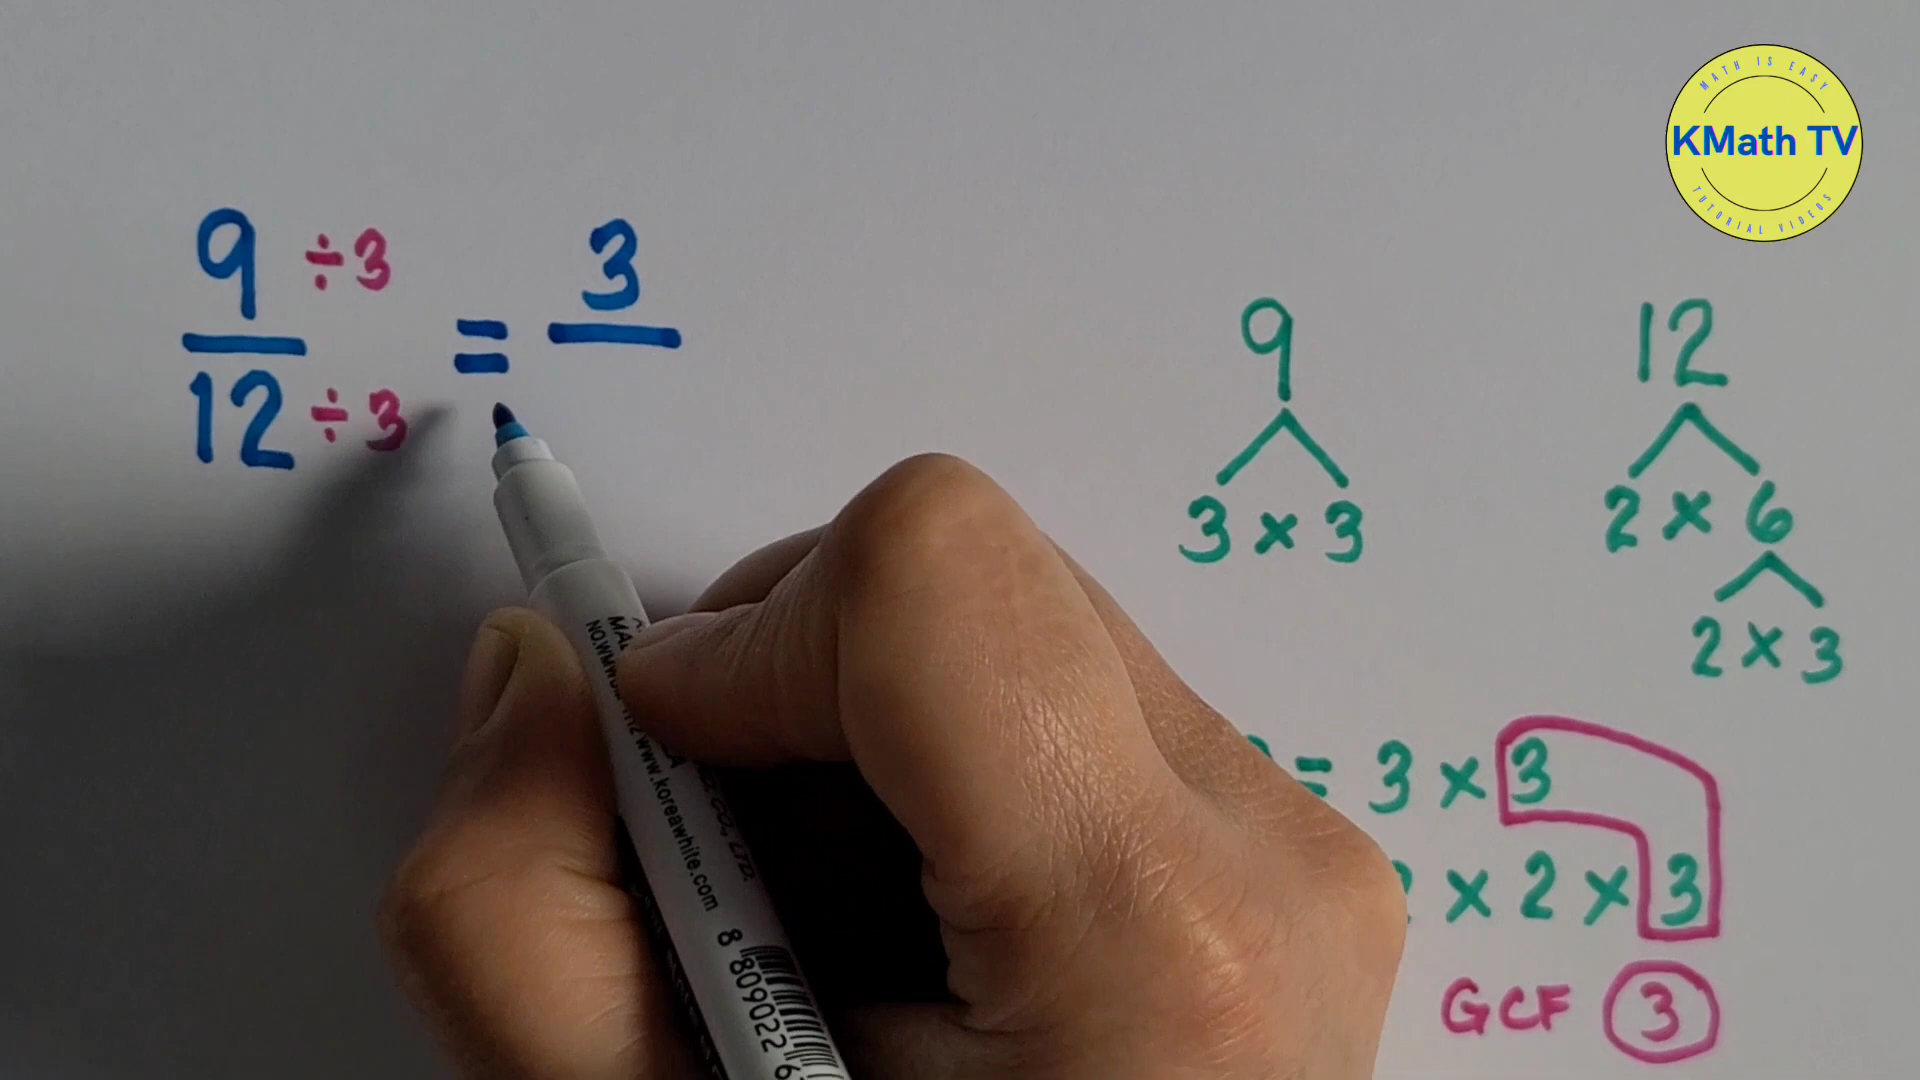 MATH IS EASY
KMath TV
TUTORIAL VIDEOS
9 ÷3
12 ÷3
= 3
9
3 × 3
12
2 × 6
2 × 3
= 3 × 3
× 2 × 3
GCF 3
www.koreawhite.com
CO., LTD.
8 809022 6